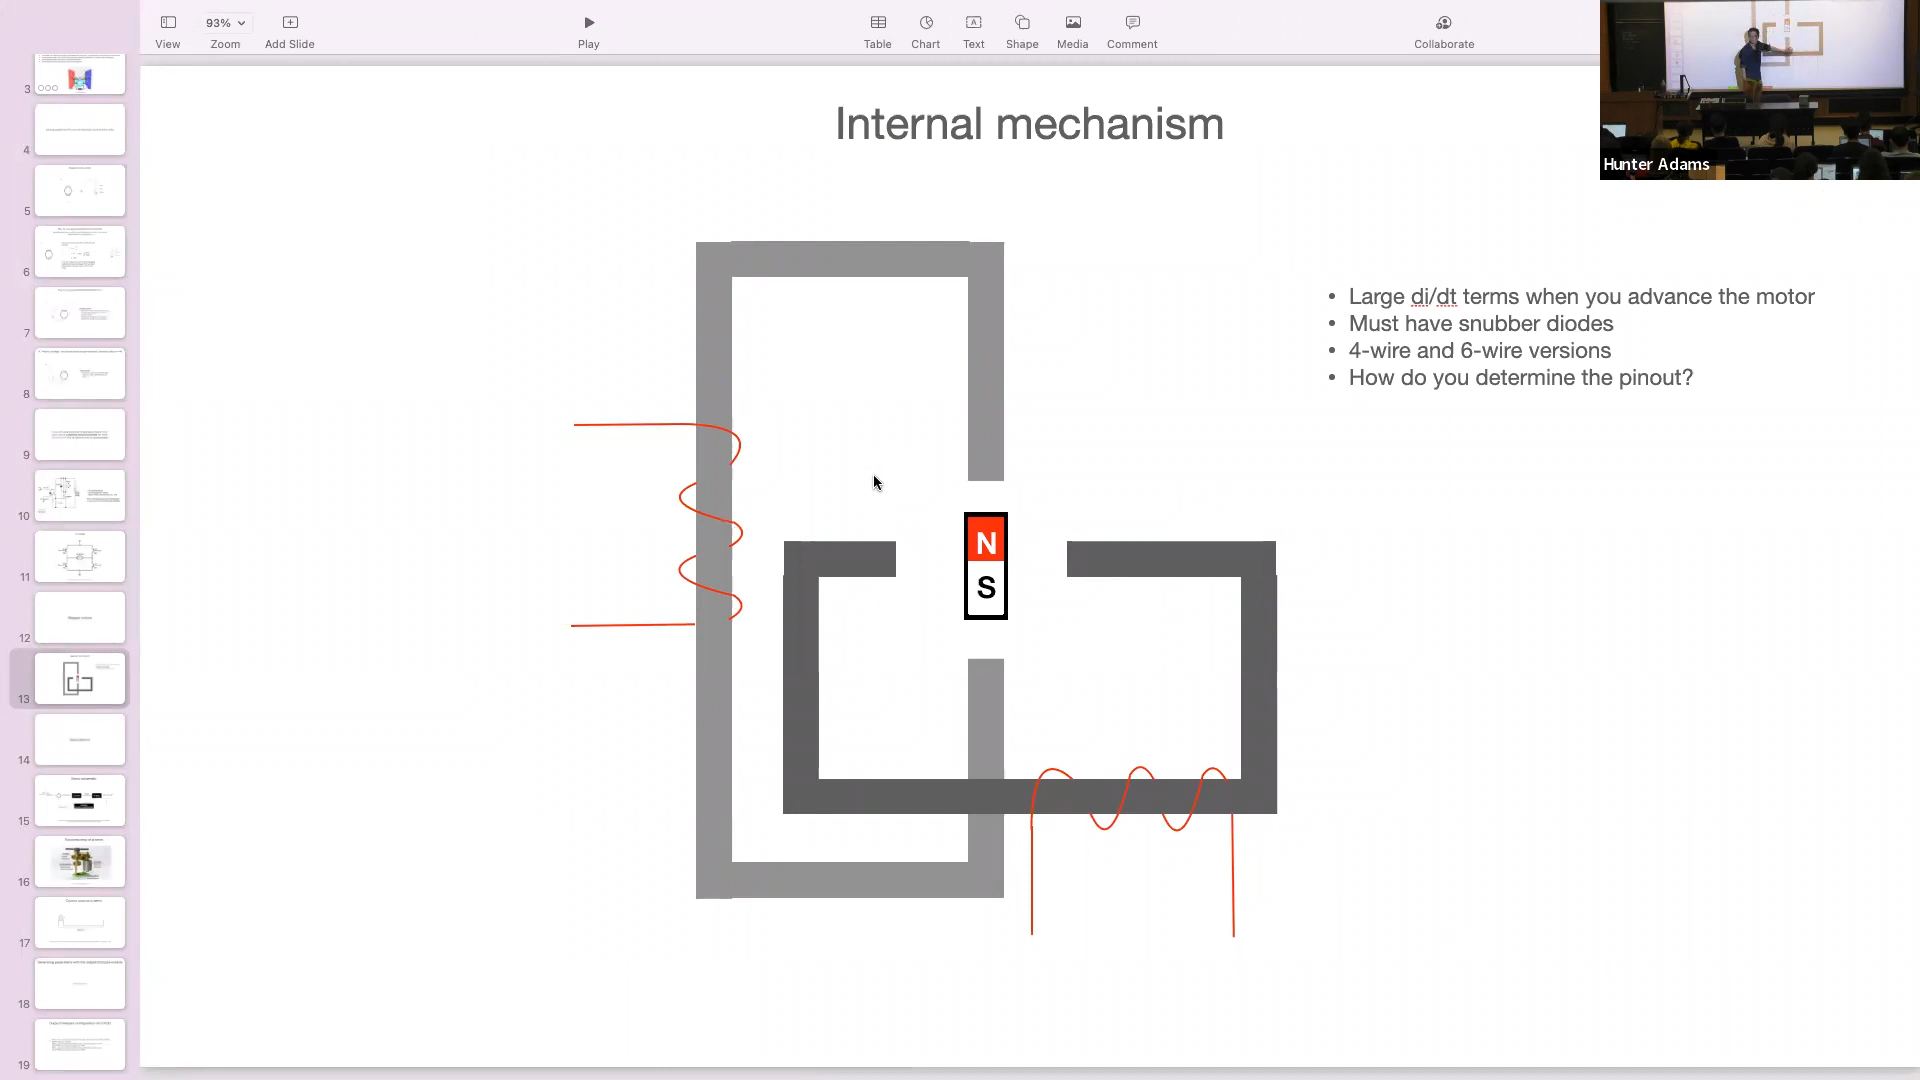 93%
View
Zoom
Add Slide
Play
Table
Chart
Text
Shape
Media
Comment
Collaborate
Hunter Adams
Internal mechanism
• Large di/dt terms when you advance the motor
• Must have snubber diodes
• 4-wire and 6-wire versions
• How do you determine the pinout?
N
S
3
4
5
6
7
8
9
10
11
12
13
14
15
16
17
18
19